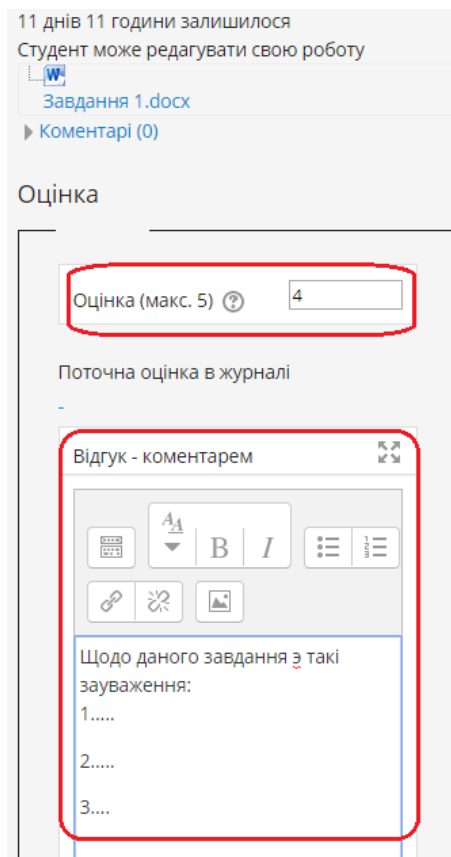 11 днів 11 години залишилося
Студент може редагувати свою роботу
Завдання 1.docx
Коментарі (0)
Оцінка
Оцінка (макс. 5) 4
Поточна оцінка в журналі
-
Відгук - коментарем
Щодо даного завдання э такі
зауваження:
1.....
2.....
3....